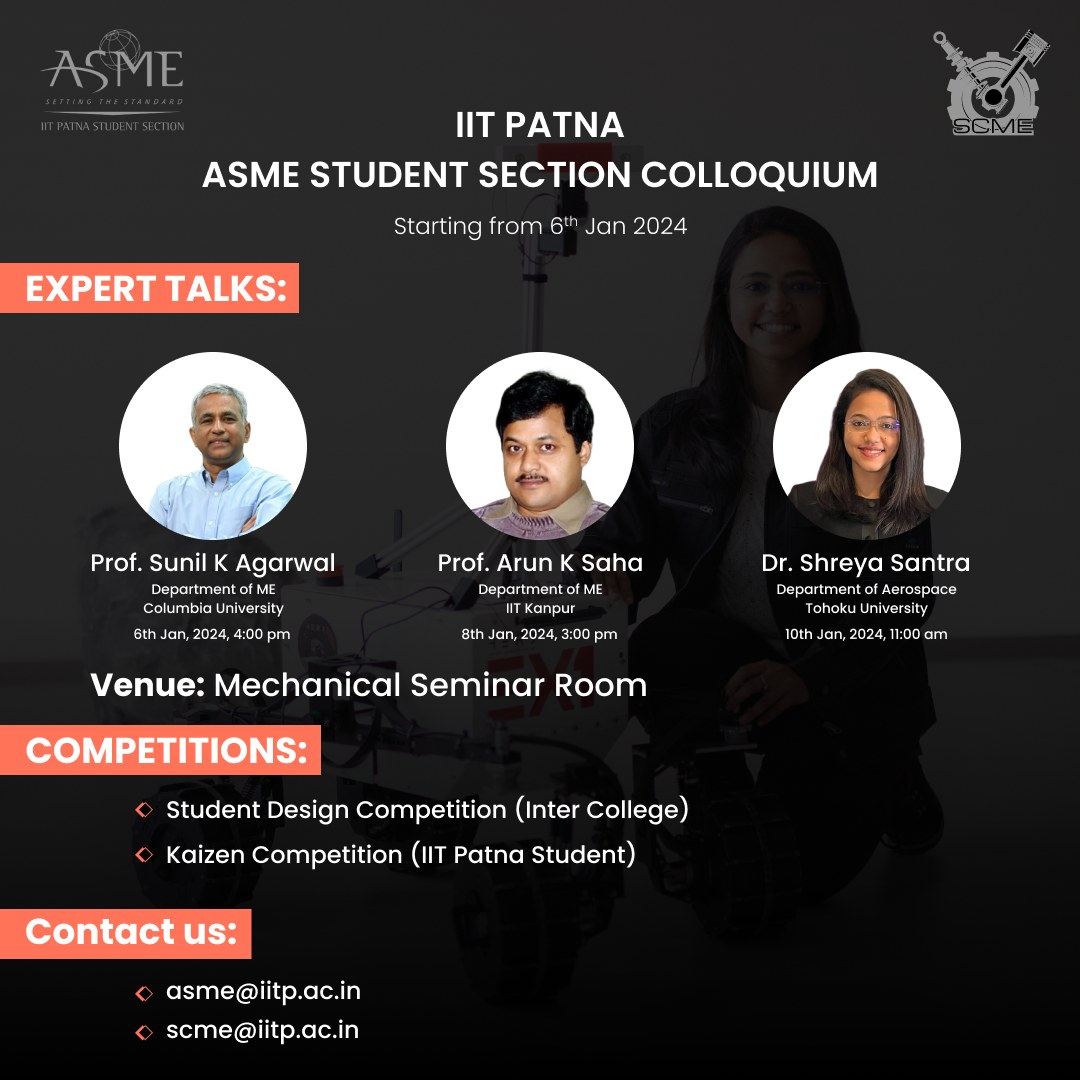 ASME
SETTING THE STANDARD
IIT PATNA STUDENT SECTION
SCME
IIT PATNA
ASME STUDENT SECTION COLLOQUIUM
Starting from 6th Jan 2024
EXPERT TALKS:
Prof. Sunil K Agarwal
Department of ME
Columbia University
6th Jan, 2024, 4:00 pm
Prof. Arun K Saha
Department of ME
IIT Kanpur
8th Jan, 2024, 3:00 pm
Dr. Shreya Santra
Department of Aerospace
Tohoku University
10th Jan, 2024, 11:00 am
EX1
Venue: Mechanical Seminar Room
COMPETITIONS:
Student Design Competition (Inter College)
Kaizen Competition (IIT Patna Student)
Contact us:
asme@iitp.ac.in
scme@iitp.ac.in